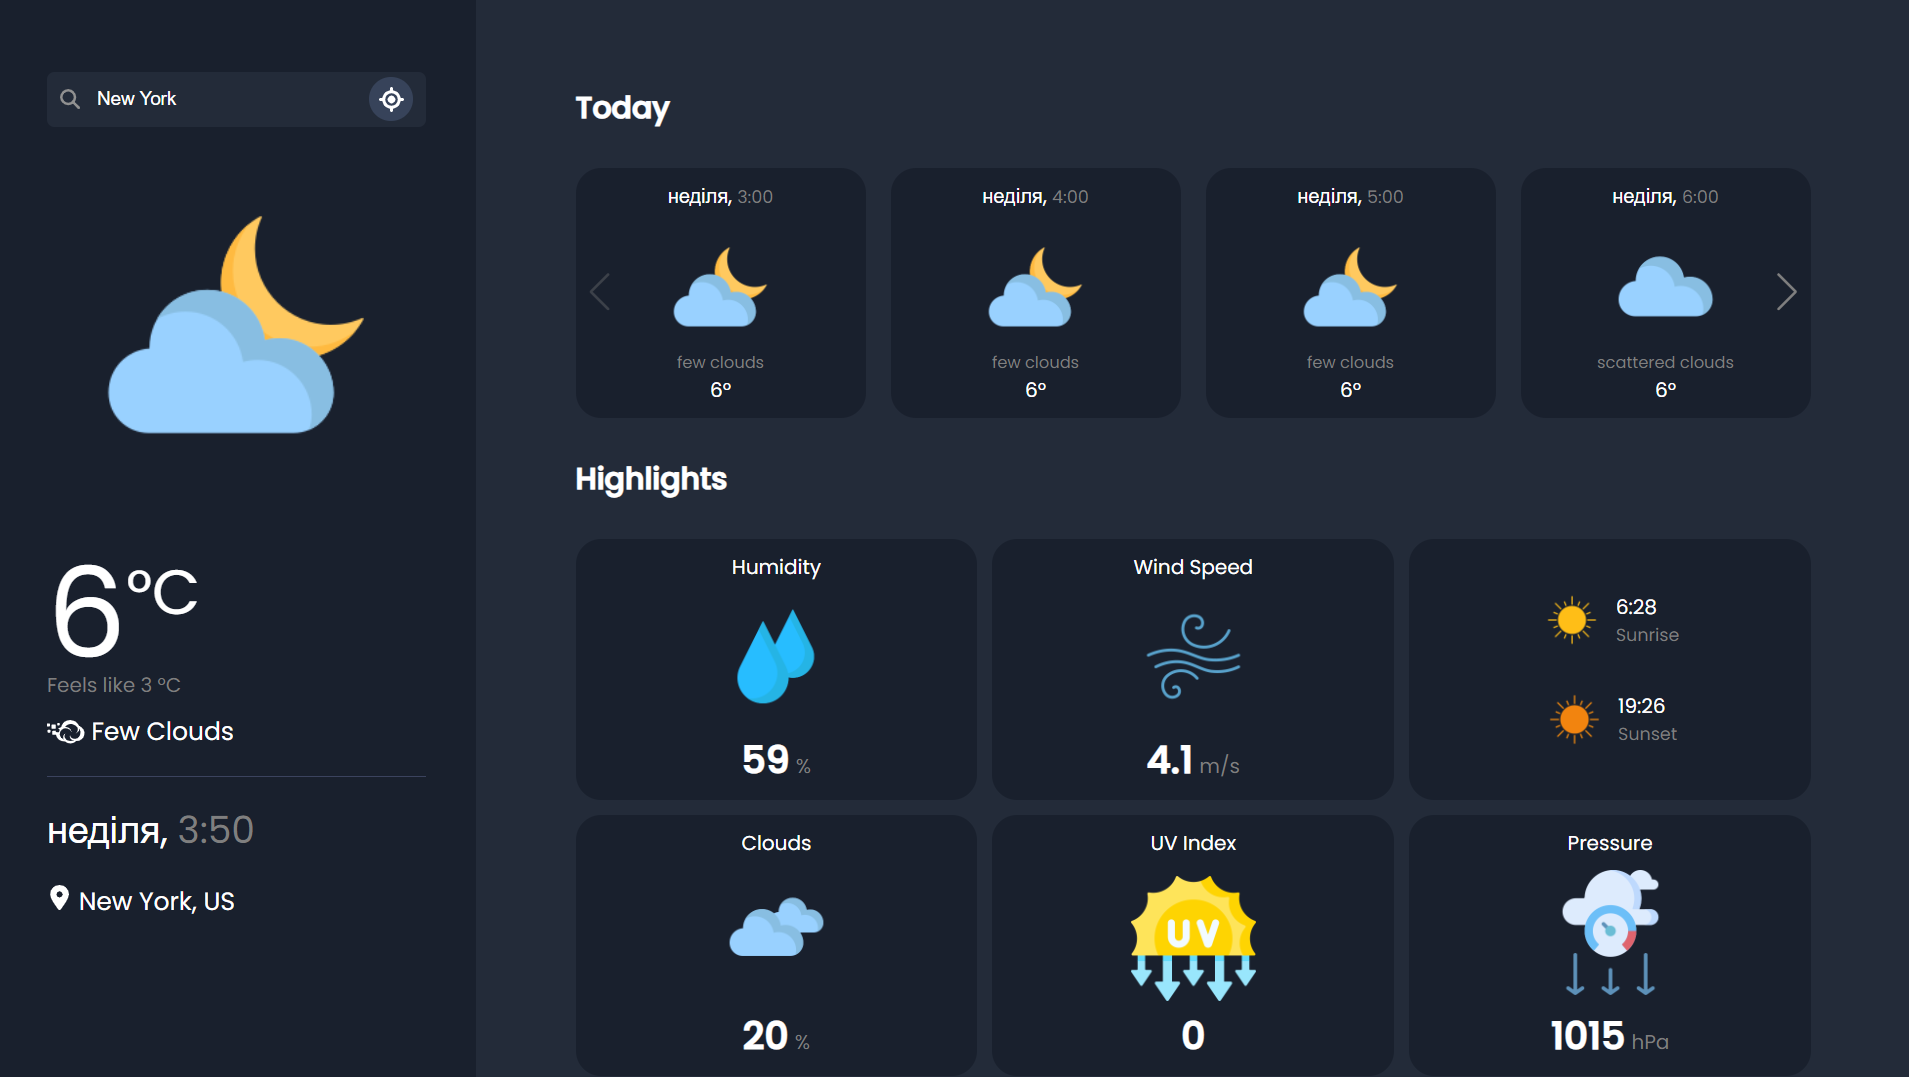 New York
6 °C
Feels like 3 °C
Few Clouds
неділя, 3:50
New York, US
Today
неділя, 3:00
few clouds
6°
неділя, 4:00
few clouds
6°
неділя, 5:00
few clouds
6°
неділя, 6:00
scattered clouds
6°
Highlights
Humidity
59 %
Wind Speed
4.1 m/s
6:28
Sunrise
19:26
Sunset
Clouds
20 %
UV Index
UV
0
Pressure
1015 hPa